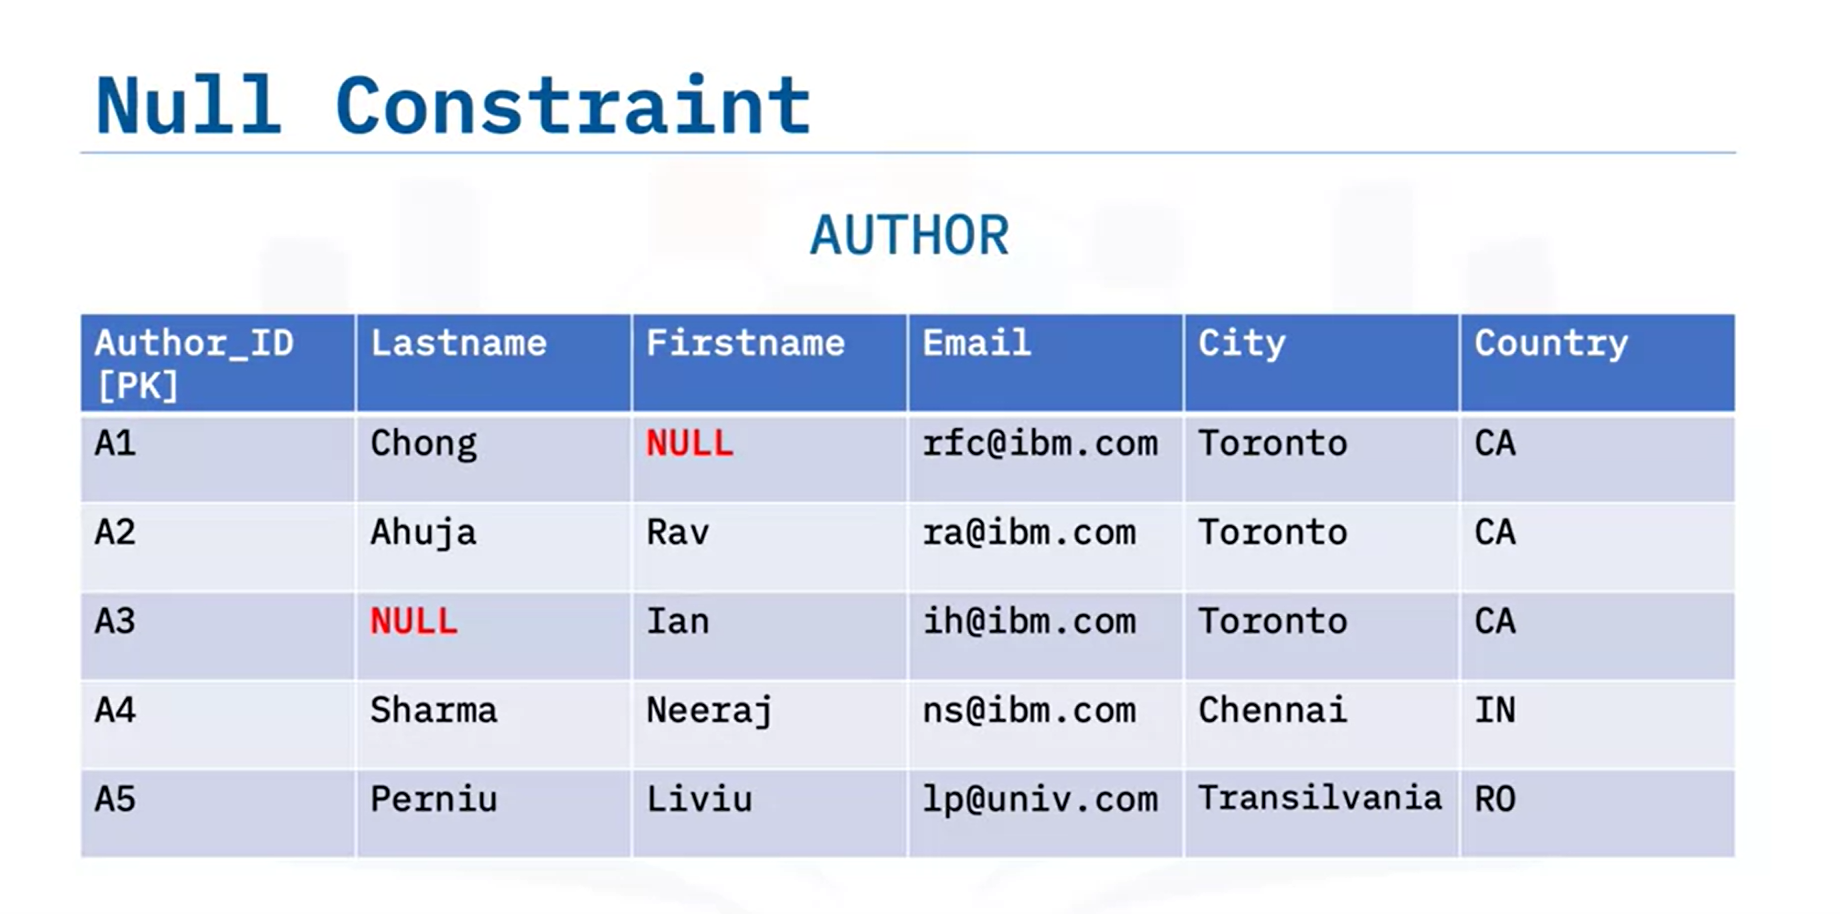 Null Constraint
AUTHOR
Author_ID [PK] Lastname Firstname Email City Country
A1 Chong NULL rfc@ibm.com Toronto CA
A2 Ahuja Rav ra@ibm.com Toronto CA
A3 NULL Ian ih@ibm.com Toronto CA
A4 Sharma Neeraj ns@ibm.com Chennai IN
A5 Perniu Liviu lp@univ.com Transilvania RO